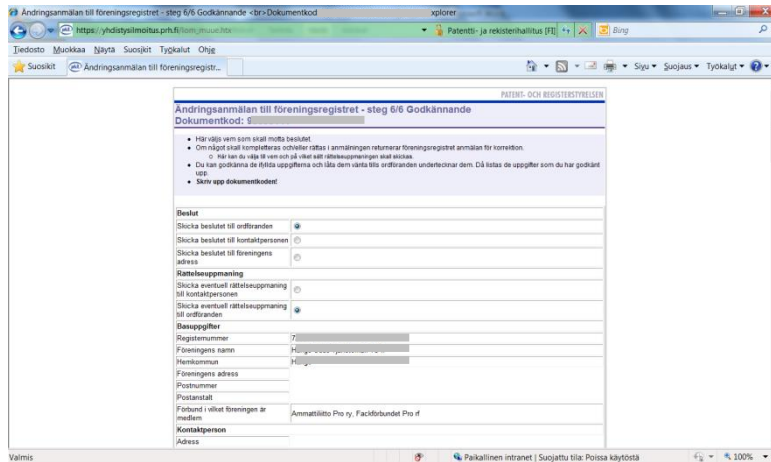 Ändringsanmälan till föreningsregistret - steg 6/6 Godkännande <br>Dokumentkod xplorer
https://yhdistysilmoitus.prh.fi/
Patentti- ja rekisterihallitus [FI]
Bing
Tiedosto Muokkaa Näytä Suosikit Työkalut Ohje
Suosikit Ändringsanmälan till föreningsregistr... Sivu Suojaus Työkalut
PATENT- OCH REGISTERSTYRELSEN
Ändringsanmälan till föreningsregistret - steg 6/6 Godkännande
Dokumentkod: 9
Här väljs vem som skall motta beslutet.
Om något skall kompletteras och/eller rättas i anmälningen returnerar föreningsregistret anmälan för korrektion.
Här kan du välja till vem och på vilket sätt rättelseuppmaningen skall skickas.
Du kan godkänna de ifyllda uppgifterna och låta dem vänta tills ordföranden undertecknar dem. Då listas de uppgifter som du har godkänt
upp.
Skriv upp dokumentkoden!
Beslut
Skicka beslutet till ordföranden
Skicka beslutet till kontaktpersonen
Skicka beslutet till föreningens
adress
Rättelseuppmaning
Skicka eventuell rättelseuppmaning
till kontaktpersonen
Skicka eventuell rättelseuppmaning
till ordföranden
Basuppgifter
Registernummer 7
Föreningens namn
Hemkommun
Föreningens adress
Postnummer
Postanstalt
Förbund i vilket föreningen är
medlem Ammattiliitto Pro ry, Fackförbundet Pro rf
Kontaktperson
Adress
Valmis Paikallinen intranet | Suojattu tila: Poissa käytöstä 100%